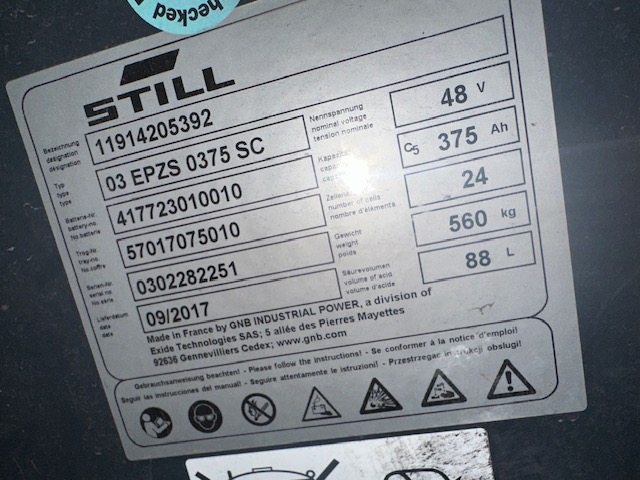 checked
STILL
Bezeichnung
designation
désignation
11914205392
Typ
type
type
03 EPZS 0375 SC
Batterie-Nr
battery-no.
No.batterie
417723010010
Trog-Nr
tray-no.
No.coffre
57017075010
Serien-Nr
serial no.
No.série
0302282251
Lieferdatum
date
date
09/2017
Nennspannung
nominal voltage
tension nominale
48 V
C5 375 Ah
number of cells
nombre d'éléments
24
Gewicht
weight
poids
560 kg
Säurevolumen
volume of acid
volume d'acide
88 L
Made in France by GNB INDUSTRIAL POWER, a division of
Exide Technologies SAS; 5 allée des Pierres Mayettes
92636 Gennevilliers Cedex; www.gnb.com
Gebrauchsanweisung beachten! - Please follow the instructions! - Se conformer à la notice d'emploi!
Seguir las instrucciones del manual! - Seguire attentamente le istruzioni! - Przestrzegać instrukcji obsługi!